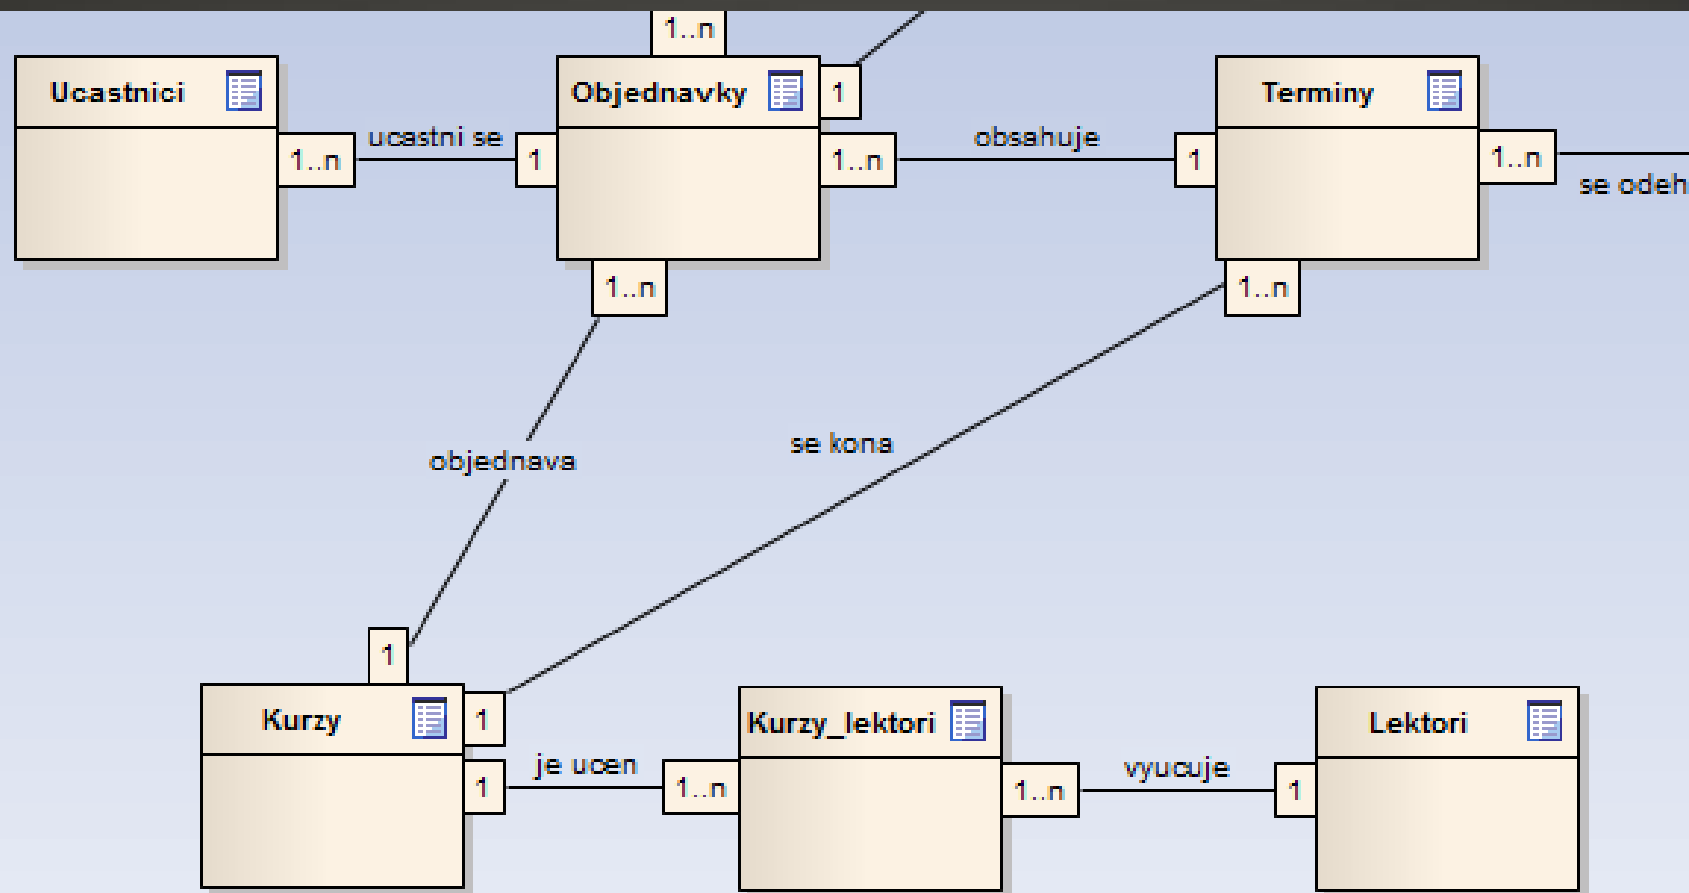 1..n
Ucastnici
Objednavky
1
Terminy
1..n
ucastni se
1
1..n
obsahuje
1
1..n
se odeh
1..n
1..n
objednava
se kona
1
Kurzy
1
Kurzy_lektori
Lektori
1
je ucen
1..n
1..n
vyucuje
1